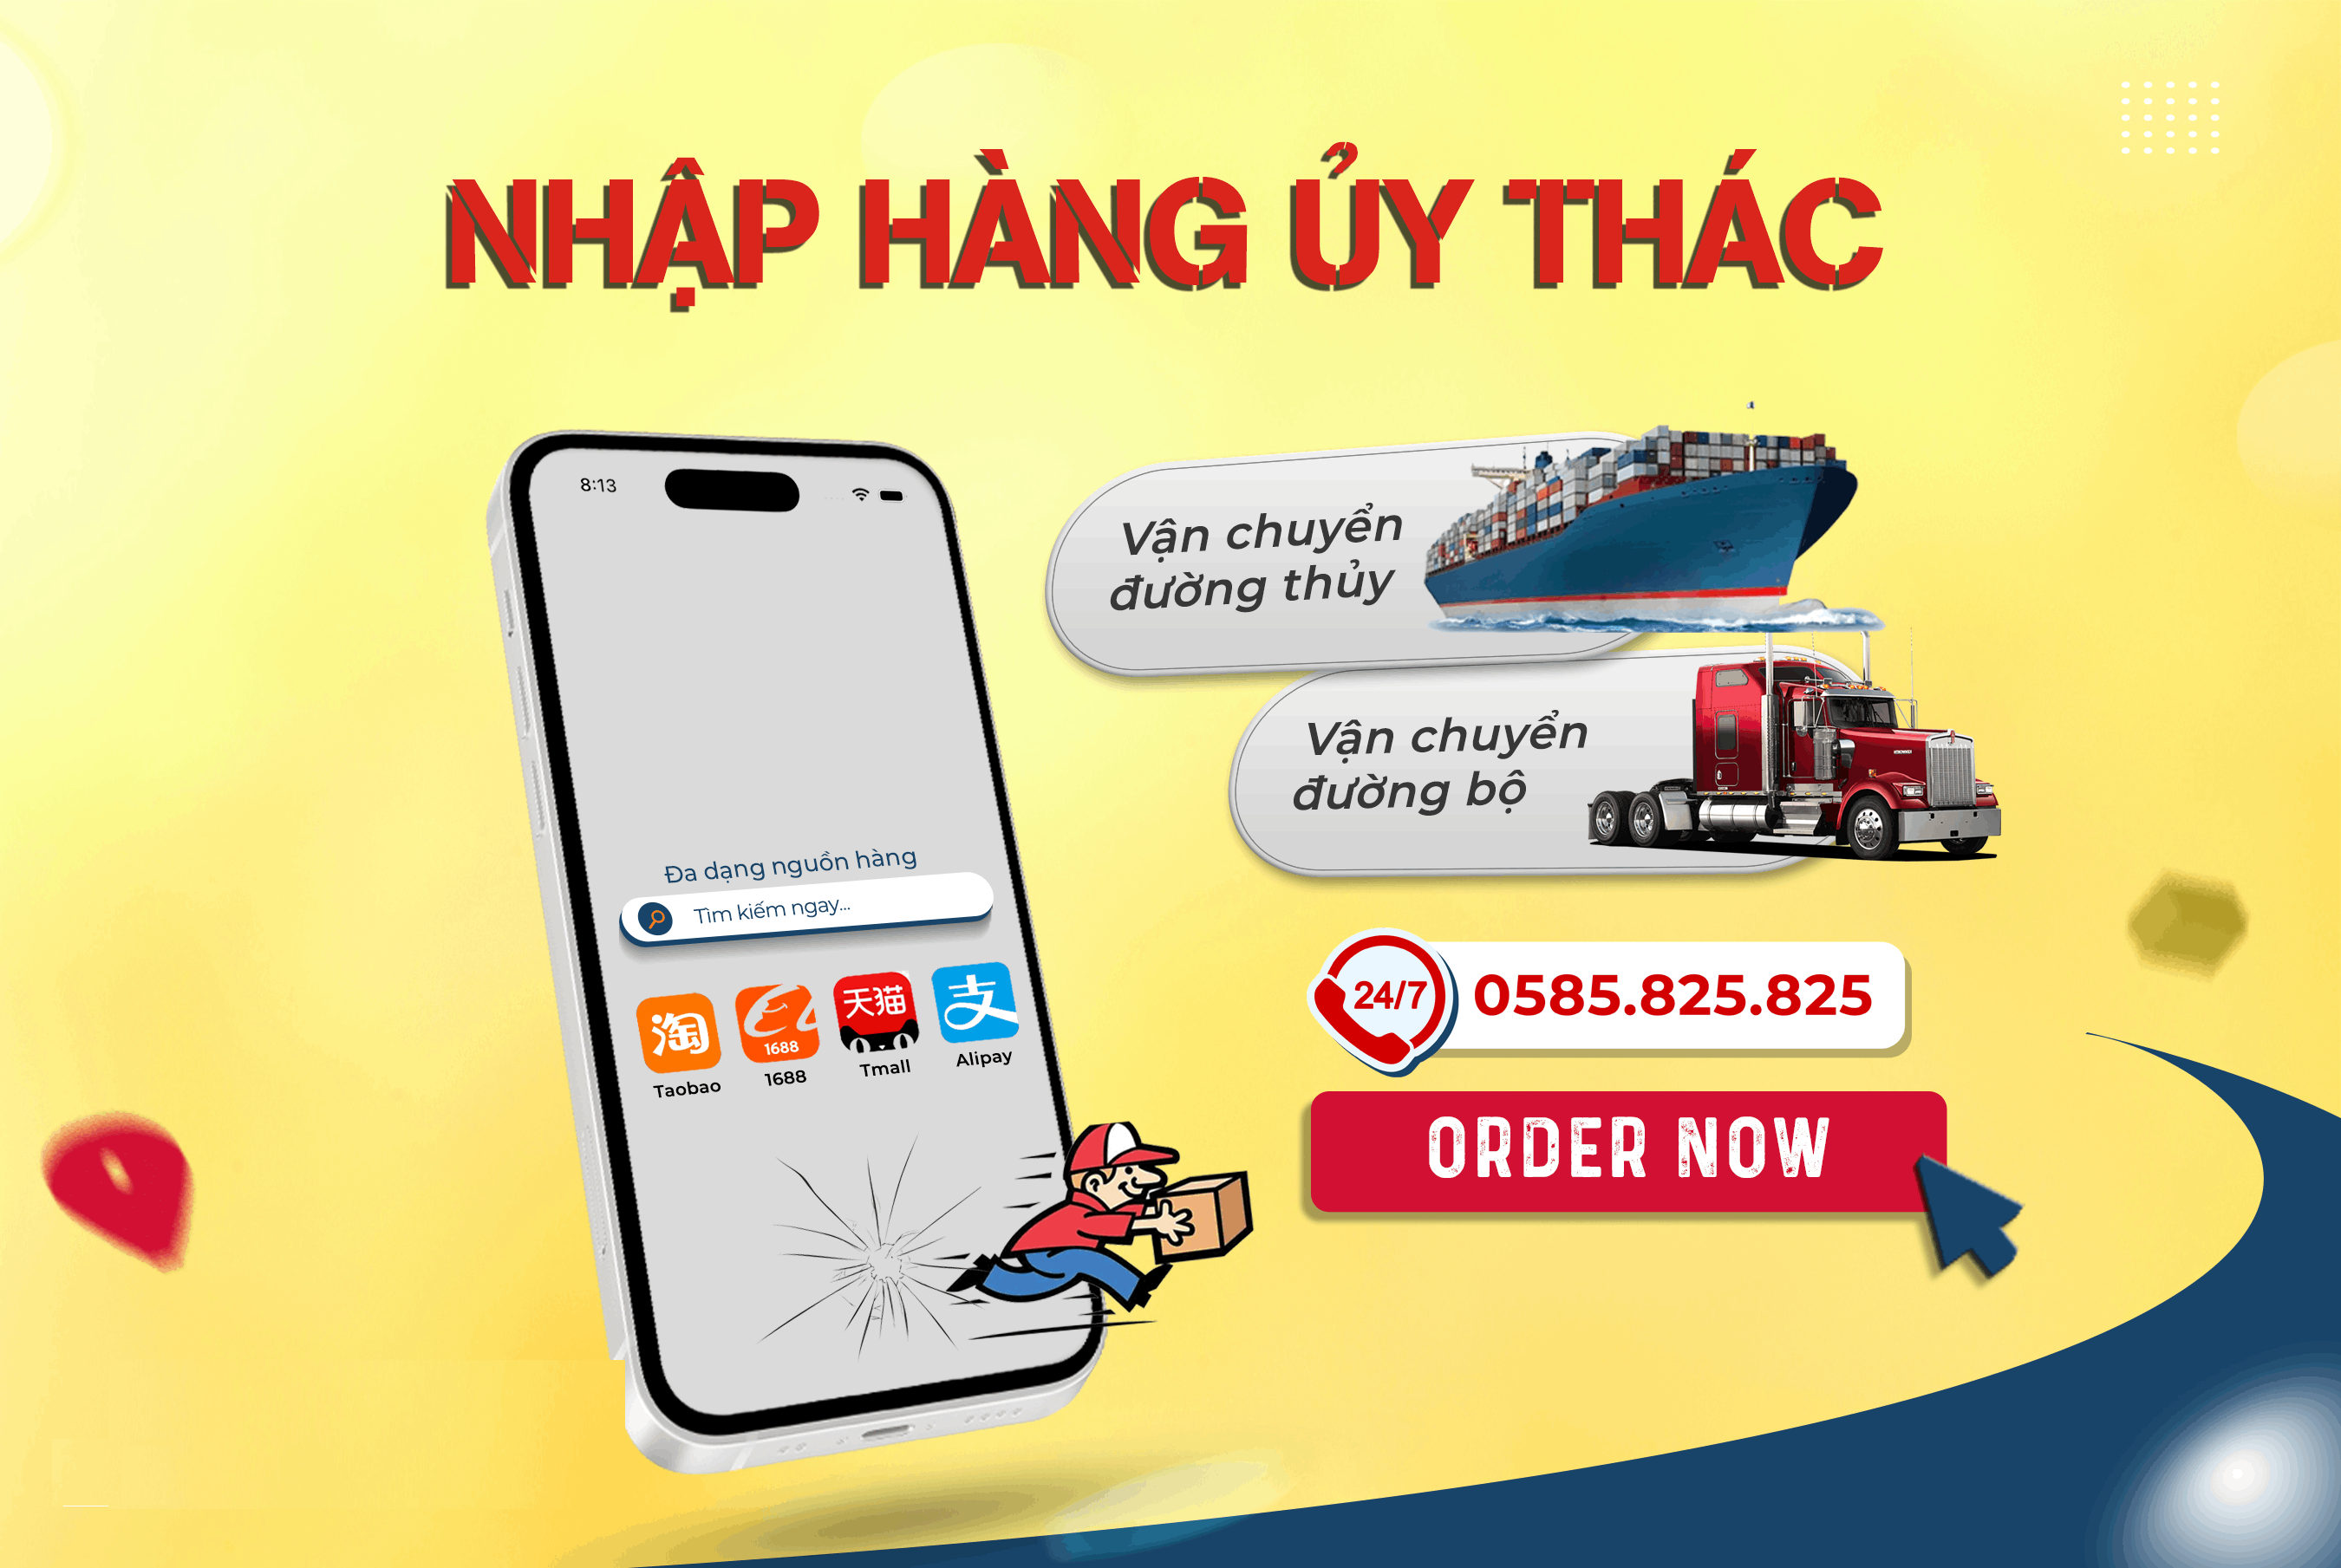 NHẬP HÀNG ỦY THÁC
8:13
Vận chuyển
đường thủy
Vận chuyển
đường bộ
Đa dạng nguồn hàng
Tìm kiếm ngay...
淘
1688
天猫
支
Taobao
1688
Tmall
Alipay
24/7
0585.825.825
ORDER NOW